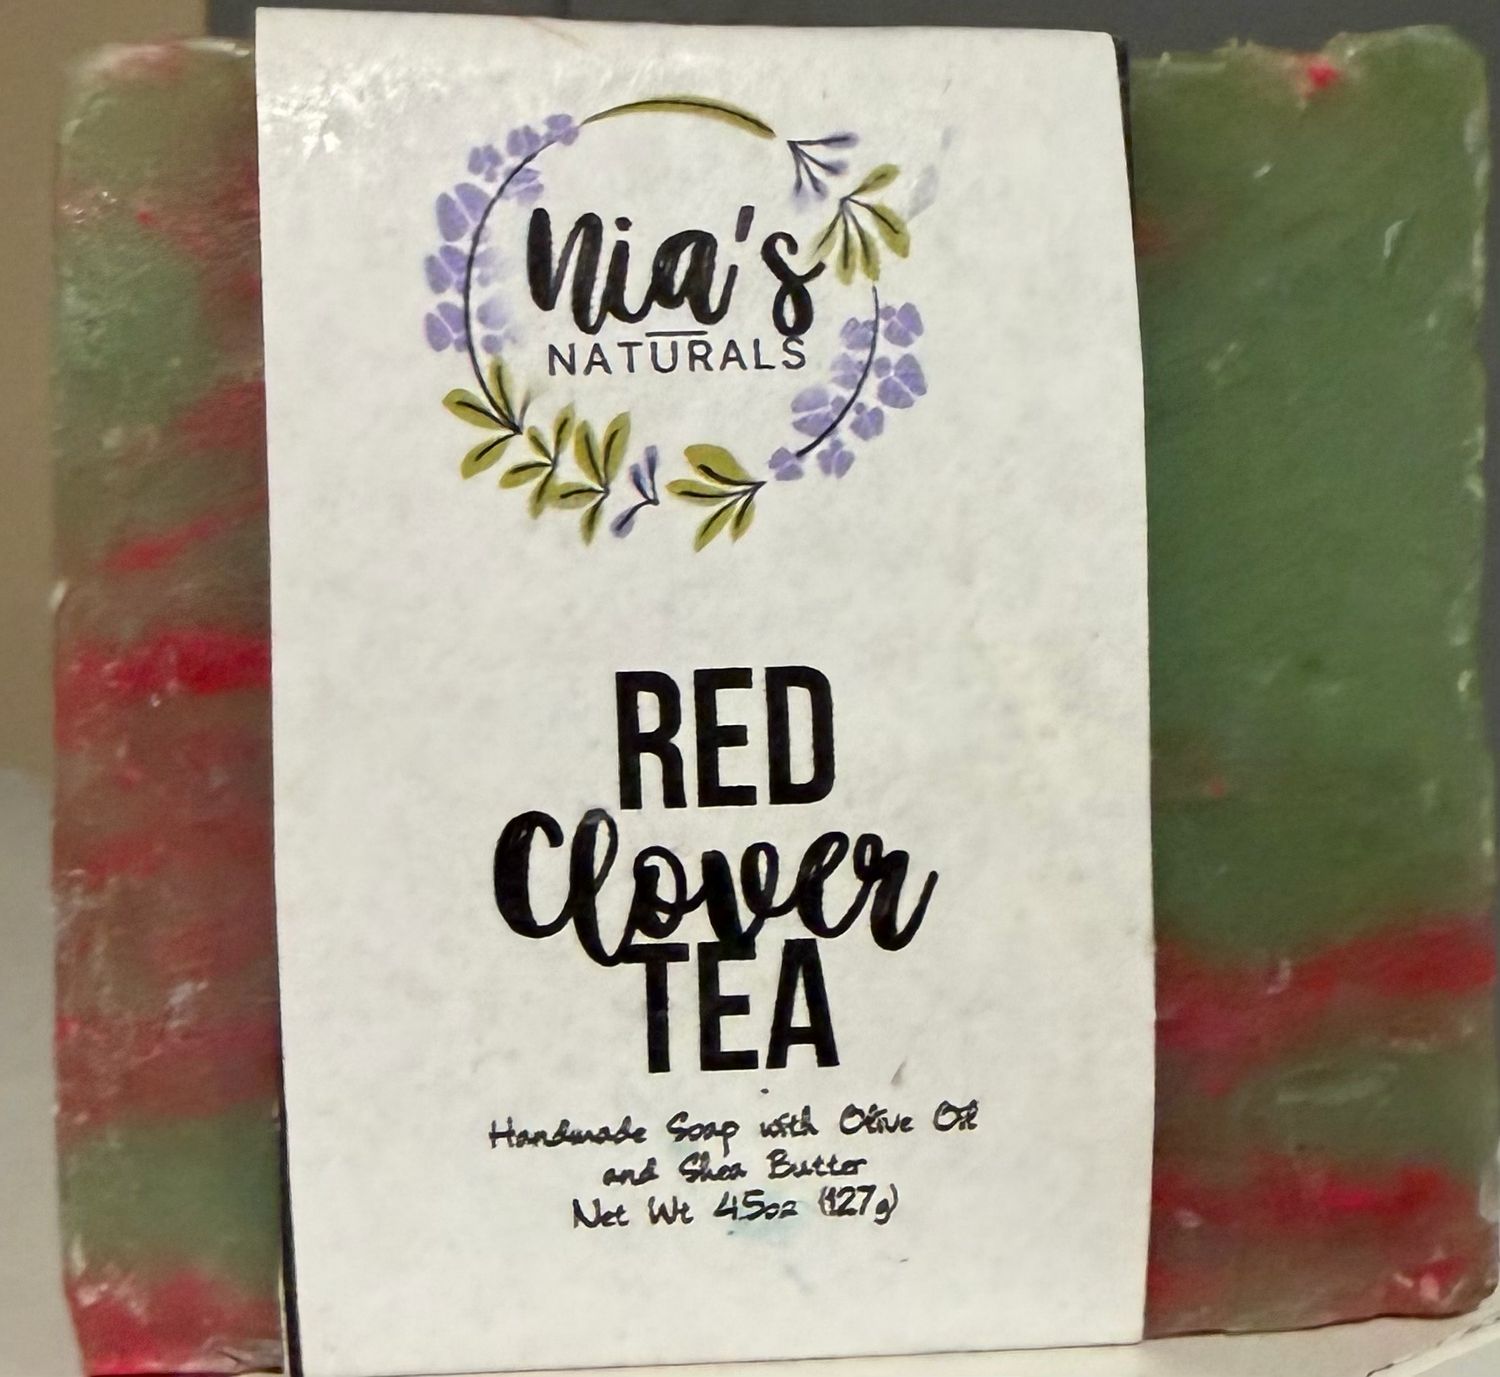 Nia's
NATURALS
RED
Clover
TEA
Handmade Soap with Olive Oil
and Shea Butter
Net Wt 4.5oz (127g)